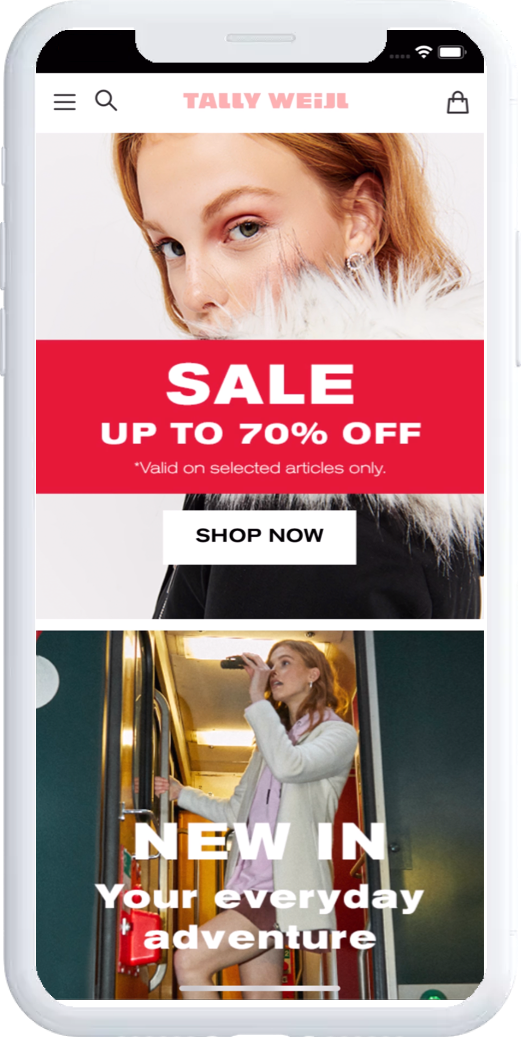 TALLY WEiJL
SALE
UP TO 70% OFF
*Valid on selected articles only.
SHOP NOW
NEW IN
Your everyday
adventure